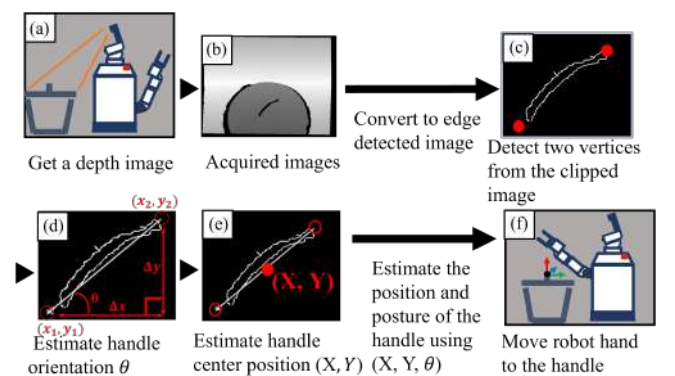 (a)
(b)
(c)
Get a depth image
Acquired images
Convert to edge
detected image
Detect two vertices
from the clipped
image
(d)
(x₂, y₂)
Δy
θ
Δx
(x₁, y₁)
Estimate handle
orientation θ
(e)
(X, Y)
Estimate handle
center position (X, Y)
Estimate the
position and
posture of the
handle using
(X, Y, θ)
(f)
Move robot hand
to the handle